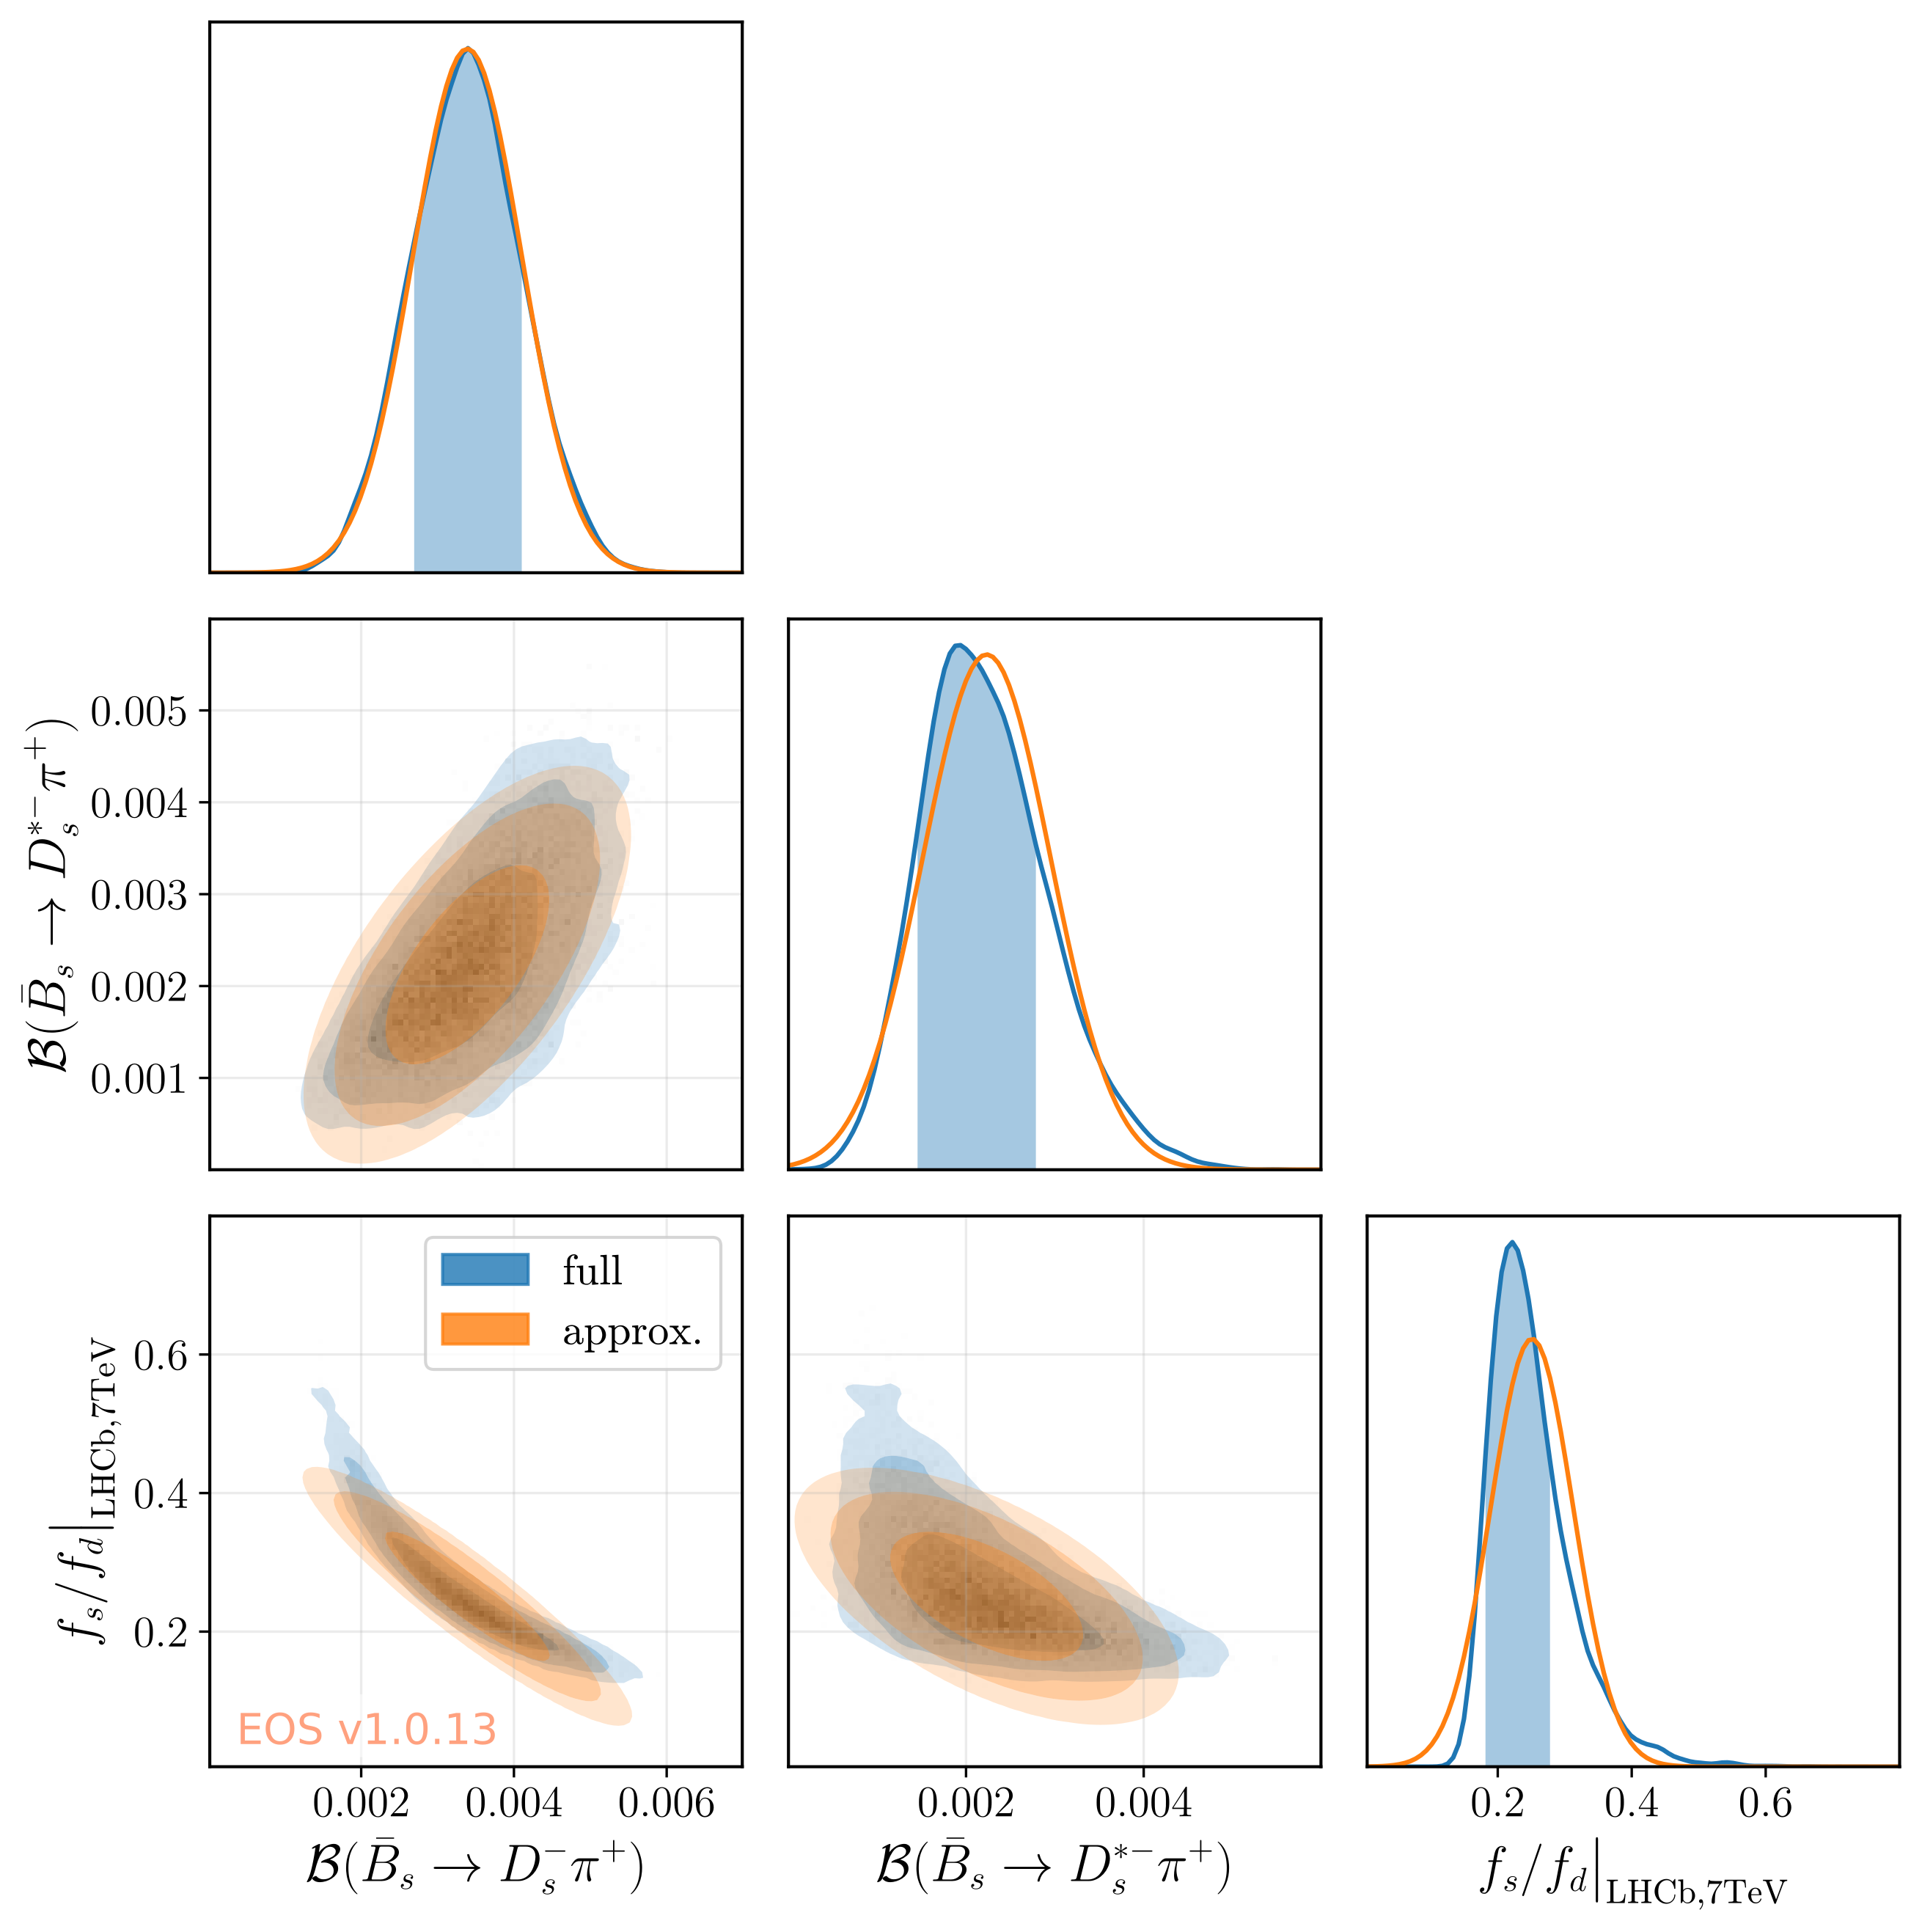 0.005
0.004
0.003
0.002
0.001
ℬ(B̄ₛ → Dₛ*⁻π⁺)
full
approx.
0.6
0.4
0.2
fₛ/f_d|LHCb,7TeV
EOS v1.0.13
0.002 0.004 0.006
0.002 0.004
0.2 0.4 0.6
ℬ(B̄ₛ → Dₛ⁻π⁺)
ℬ(B̄ₛ → Dₛ*⁻π⁺)
fₛ/f_d|LHCb,7TeV